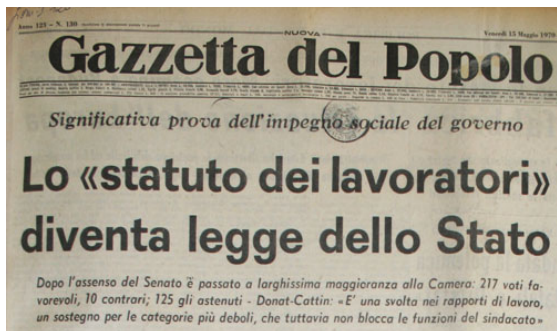 Anno 123 - N. 130
Venerdì 15 Maggio 1970
NUOVA
Gazzetta del Popolo
Significativa prova dell'impegno sociale del governo
Lo «statuto dei lavoratori»
diventa legge dello Stato
Dopo l'assenso del Senato è passato a larghissima maggioranza alla Camera: 217 voti fa-
vorevoli, 10 contrari; 125 gli astenuti - Donat-Cattin: «E' una svolta nei rapporti di lavoro,
un sostegno per le categorie più deboli, che tuttavia non blocca le funzioni del sindacato»